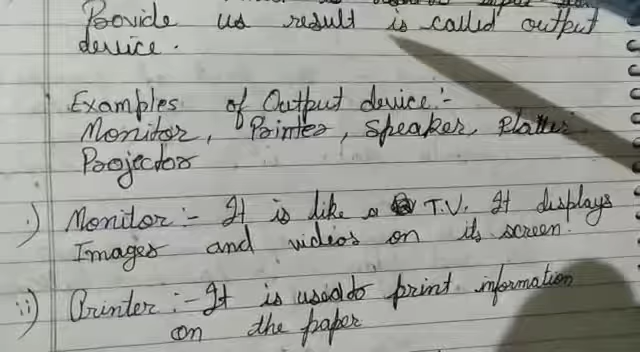 Provide us result is called output
device.
Examples of Output device:-
Monitor, Printer, Speaker, Plotter
Projector
i) Monitor:- It is like a T.V. It displays
Images and videos on its screen.
ii) Printer:- It is used to print information
on the paper